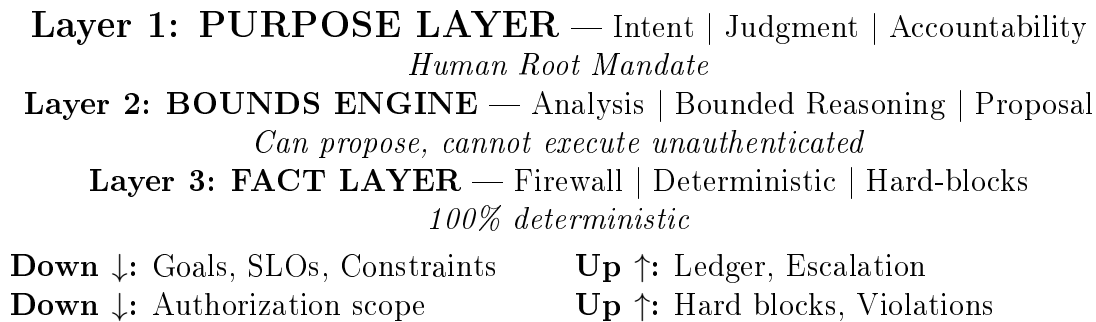 Layer 1: PURPOSE LAYER — Intent | Judgment | Accountability
Human Root Mandate
Layer 2: BOUNDS ENGINE — Analysis | Bounded Reasoning | Proposal
Can propose, cannot execute unauthenticated
Layer 3: FACT LAYER — Firewall | Deterministic | Hard-blocks
100% deterministic
Down ↓: Goals, SLOs, Constraints Up ↑: Ledger, Escalation
Down ↓: Authorization scope Up ↑: Hard blocks, Violations